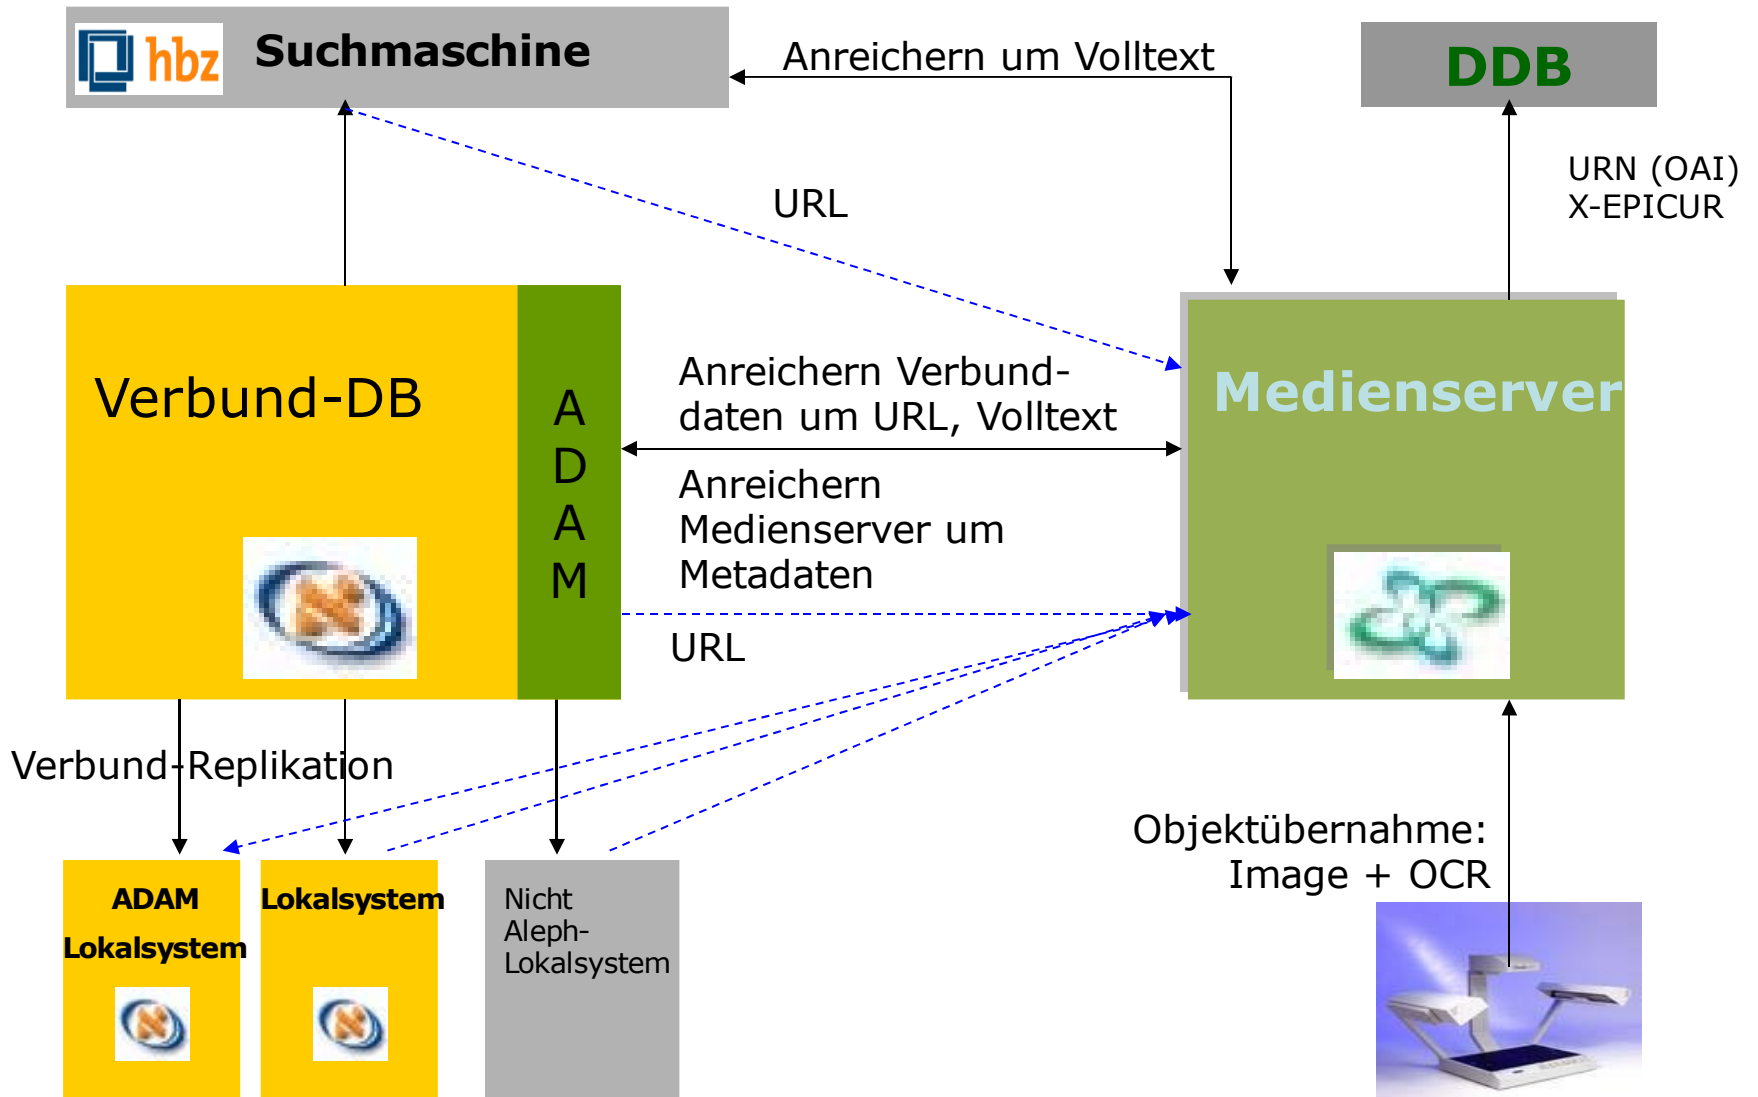 hbz Suchmaschine
Anreichern um Volltext
DDB
URN (OAI)
X-EPICUR
URL
Verbund-DB
A
D
A
M
Anreichern Verbund-
daten um URL, Volltext
Anreichern
Medienserver um
Metadaten
URL
Medienserver
Verbund-Replikation
Objektübernahme:
Image + OCR
ADAM
Lokalsystem
Lokalsystem
Nicht
Aleph-
Lokalsystem